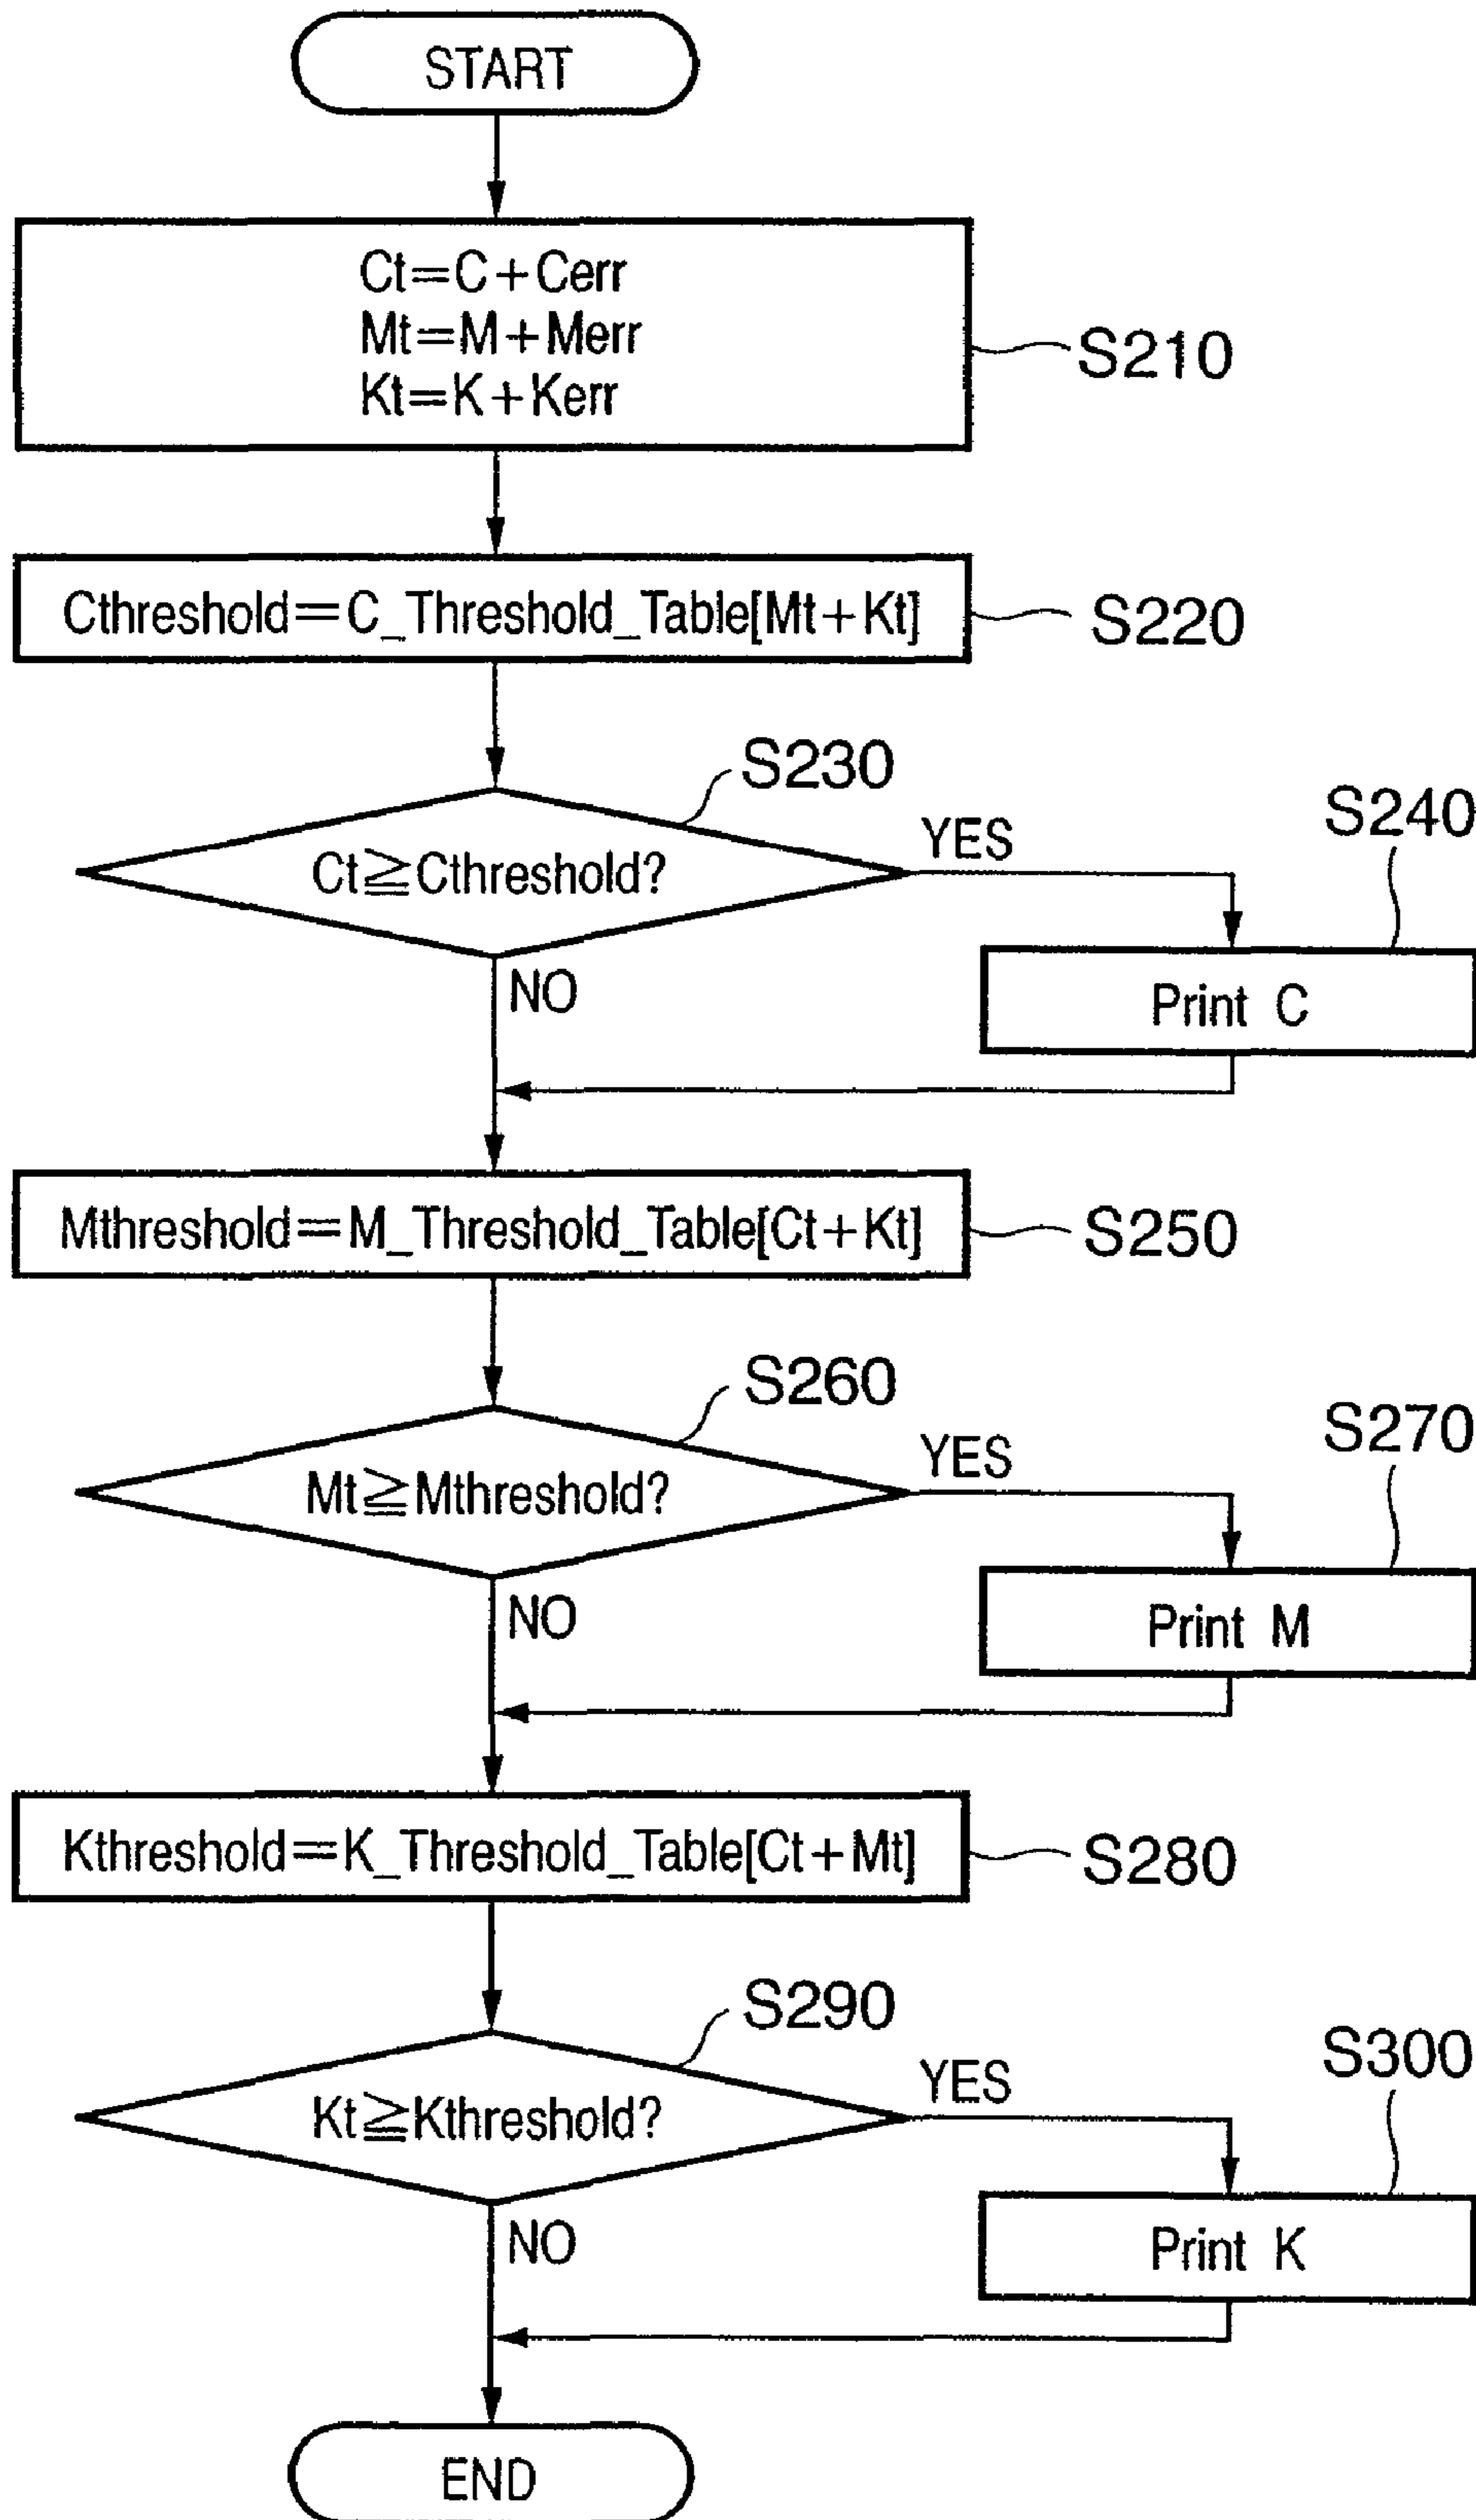 START
Ct=C+Cerr
Mt=M+Merr
Kt=K+Kerr
S210
Cthreshold=C_Threshold_Table[Mt+Kt]
S220
S230
Ct≧Cthreshold?
YES
S240
NO
Print C
Mthreshold=M_Threshold_Table[Ct+Kt]
S250
S260
Mt≧Mthreshold?
YES
S270
NO
Print M
Kthreshold=K_Threshold_Table[Ct+Mt]
S280
S290
Kt≧Kthreshold?
YES
S300
NO
Print K
END